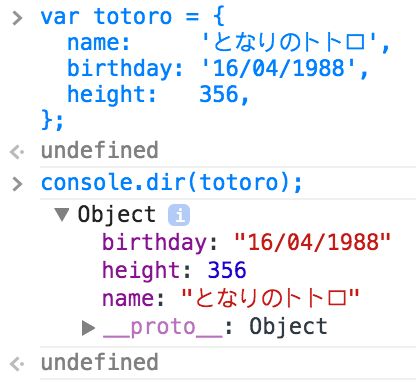 > var totoro = {
name: 'となりのトトロ',
birthday: '16/04/1988',
height: 356,
};
undefined
> console.dir(totoro);
▼ Object i
birthday: "16/04/1988"
height: 356
name: "となりのトトロ"
▶ __proto__: Object
undefined